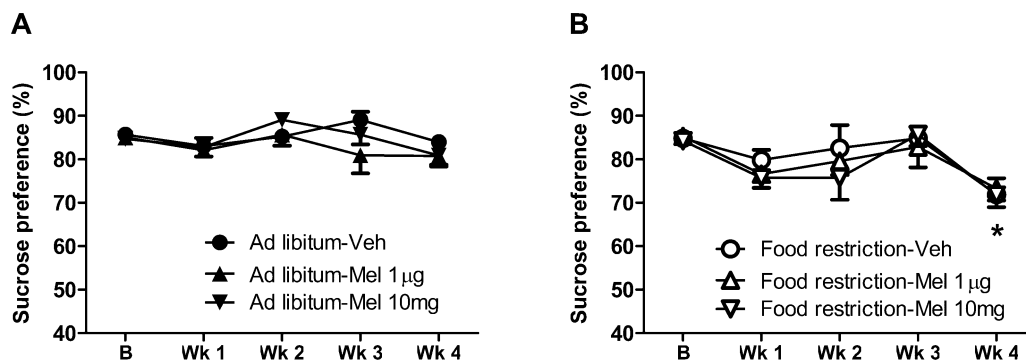 A
Sucrose preference (%)
100
90
80
70
60
50
40
Ad libitum-Veh
Ad libitum-Mel 1µg
Ad libitum-Mel 10mg
B Wk 1 Wk 2 Wk 3 Wk 4
B
Sucrose preference (%)
100
90
80
70
60
50
40
*
Food restriction-Veh
Food restriction-Mel 1µg
Food restriction-Mel 10mg
B Wk 1 Wk 2 Wk 3 Wk 4